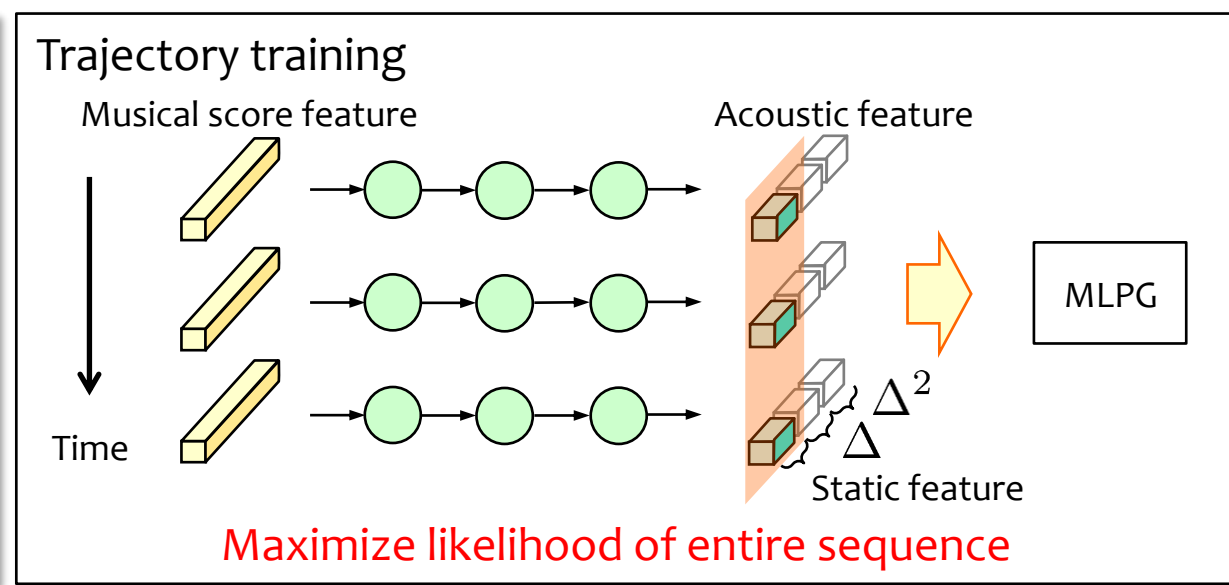 Trajectory training
Musical score feature
Acoustic feature
MLPG
Δ²
Δ
Time
Static feature
Maximize likelihood of entire sequence